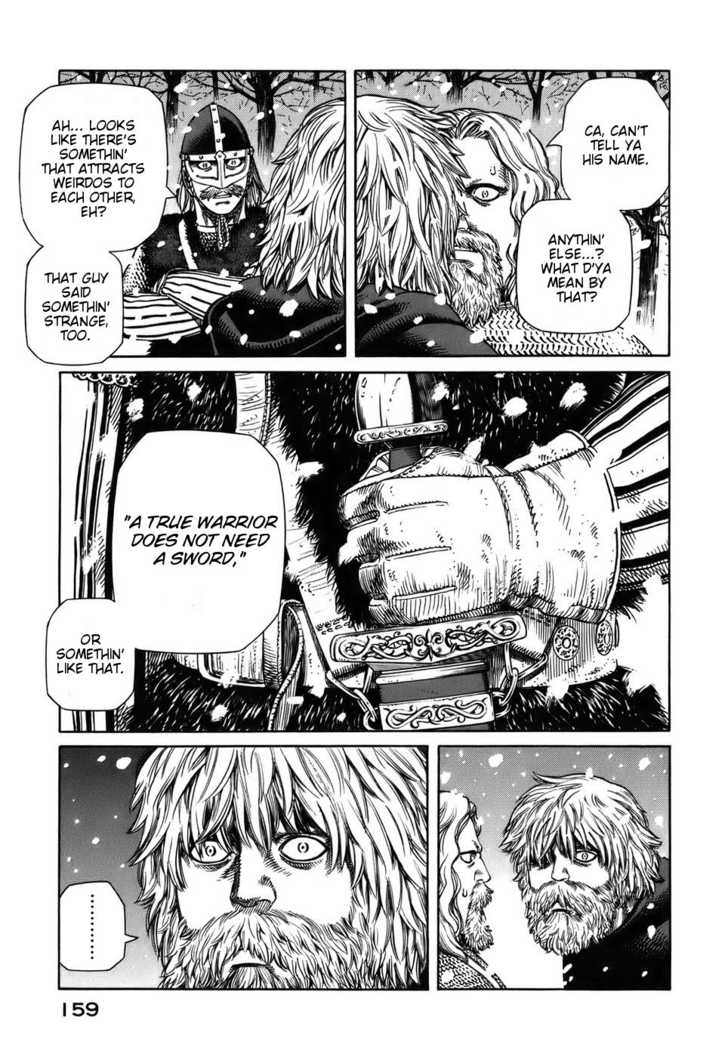 CA, CAN'T
TELL YA
HIS NAME.
ANYTHIN'
ELSE...?
WHAT D'YA
MEAN BY
THAT?
AH... LOOKS
LIKE THERE'S
SOMETHIN'
THAT ATTRACTS
WEIRDOS TO
EACH OTHER,
EH?
THAT GUY
SAID
SOMETHIN'
STRANGE,
TOO.
"A TRUE WARRIOR
DOES NOT NEED
A SWORD,"
OR
SOMETHIN'
LIKE THAT.
.........
159